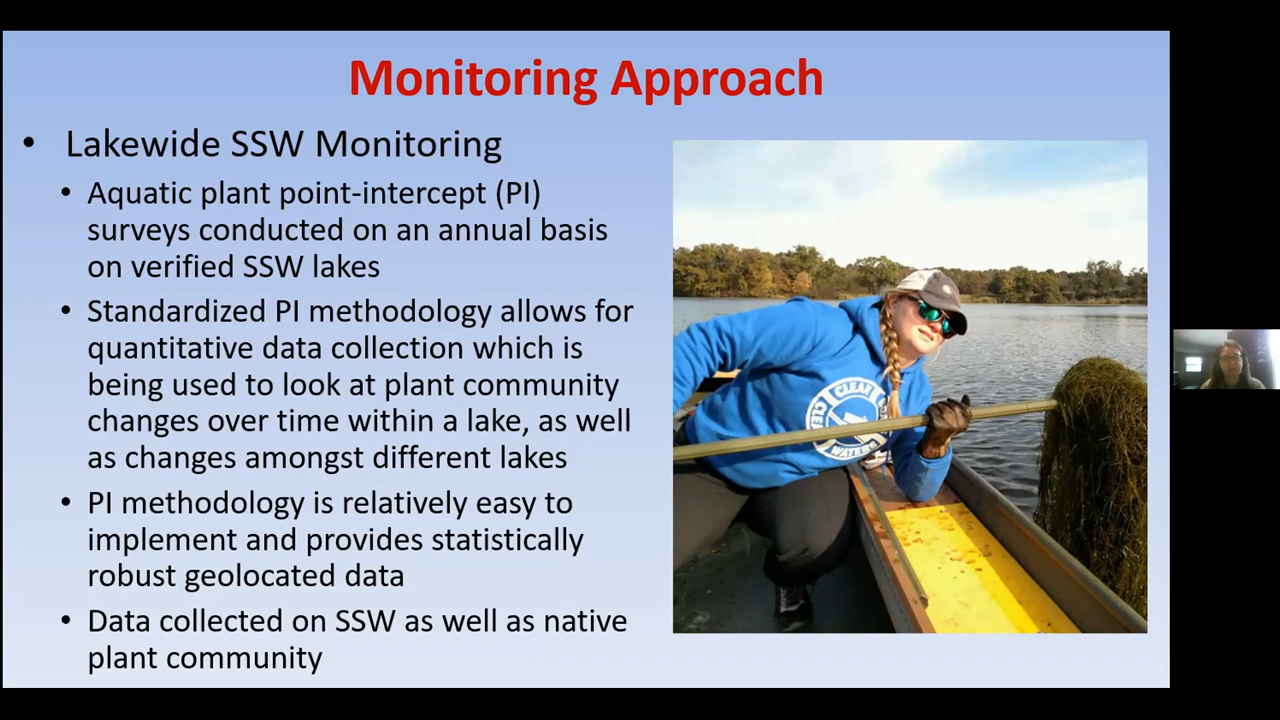 Monitoring Approach
• Lakewide SSW Monitoring
• Aquatic plant point-intercept (PI)
surveys conducted on an annual basis
on verified SSW lakes
• Standardized PI methodology allows for
quantitative data collection which is
being used to look at plant community
changes over time within a lake, as well
as changes amongst different lakes
• PI methodology is relatively easy to
implement and provides statistically
robust geolocated data
• Data collected on SSW as well as native
plant community
CLEAN
WATERS